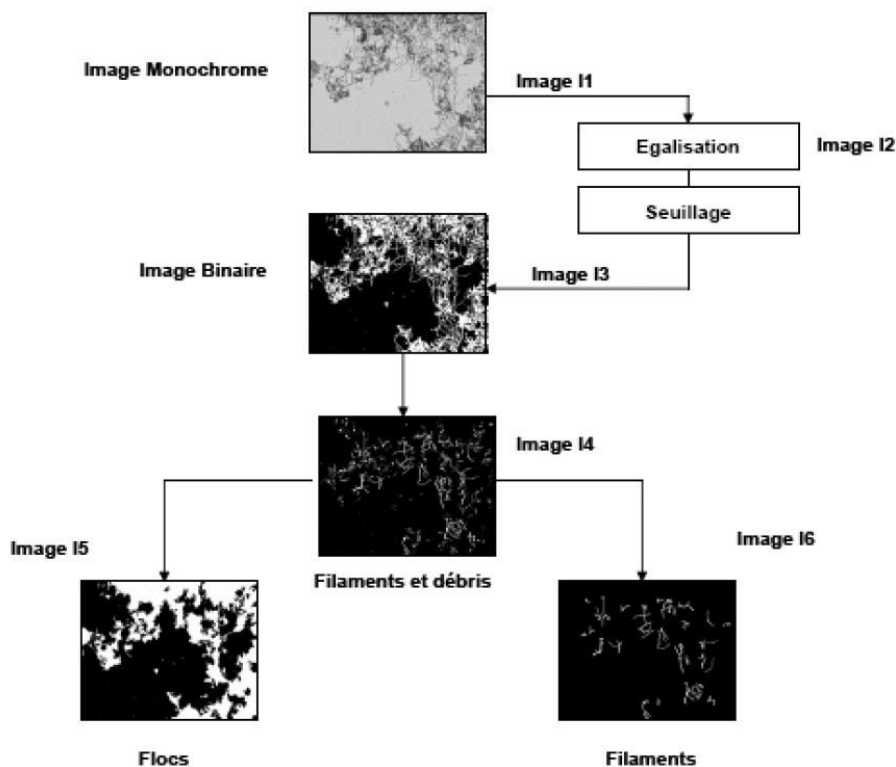 Image Monochrome
Image I1
Egalisation
Image I2
Seuillage
Image Binaire
Image I3
Image I4
Image I5
Image I6
Filaments et débris
Flocs
Filaments